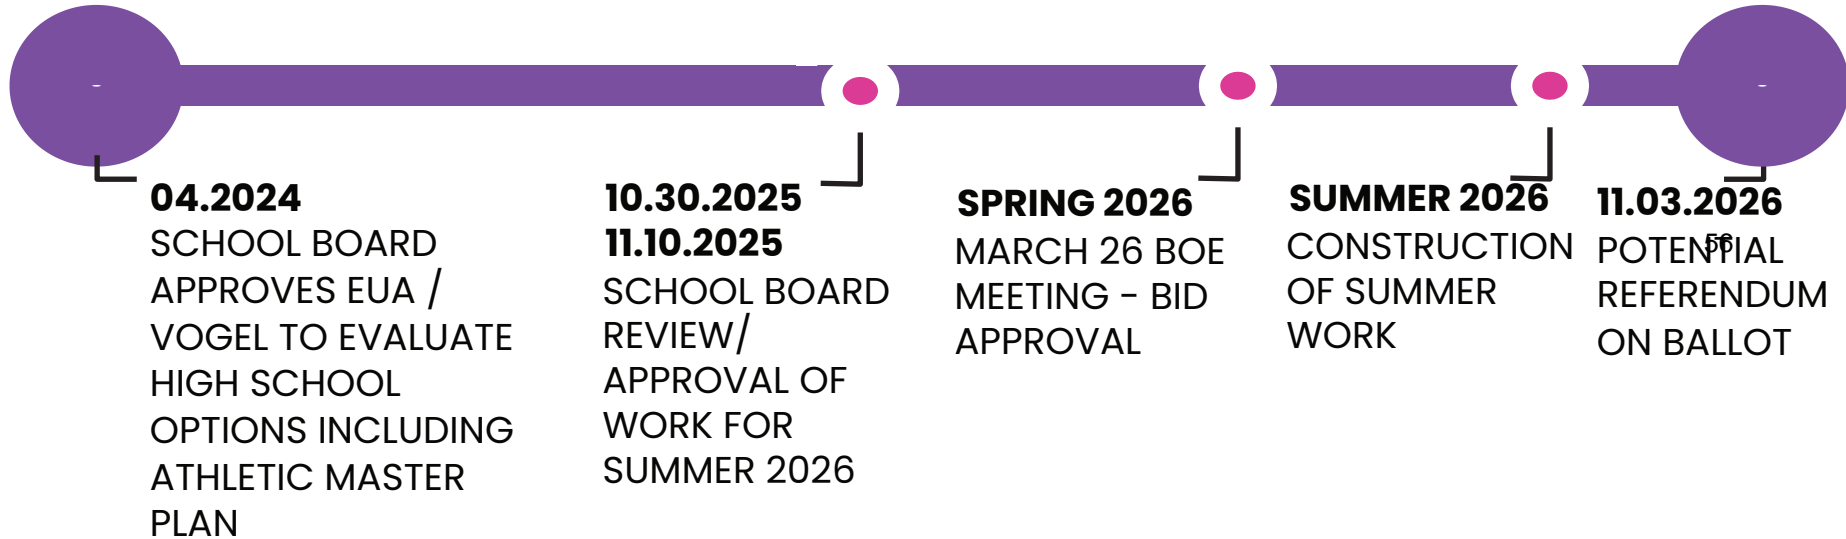 04.2024
SCHOOL BOARD
APPROVES EUA /
VOGEL TO EVALUATE
HIGH SCHOOL
OPTIONS INCLUDING
ATHLETIC MASTER
PLAN
10.30.2025
11.10.2025
SCHOOL BOARD
REVIEW/
APPROVAL OF
WORK FOR
SUMMER 2026
SPRING 2026
MARCH 26 BOE
MEETING - BID
APPROVAL
SUMMER 2026
CONSTRUCTION
OF SUMMER
WORK
11.03.2026
POTENTIAL
REFERENDUM
ON BALLOT
56